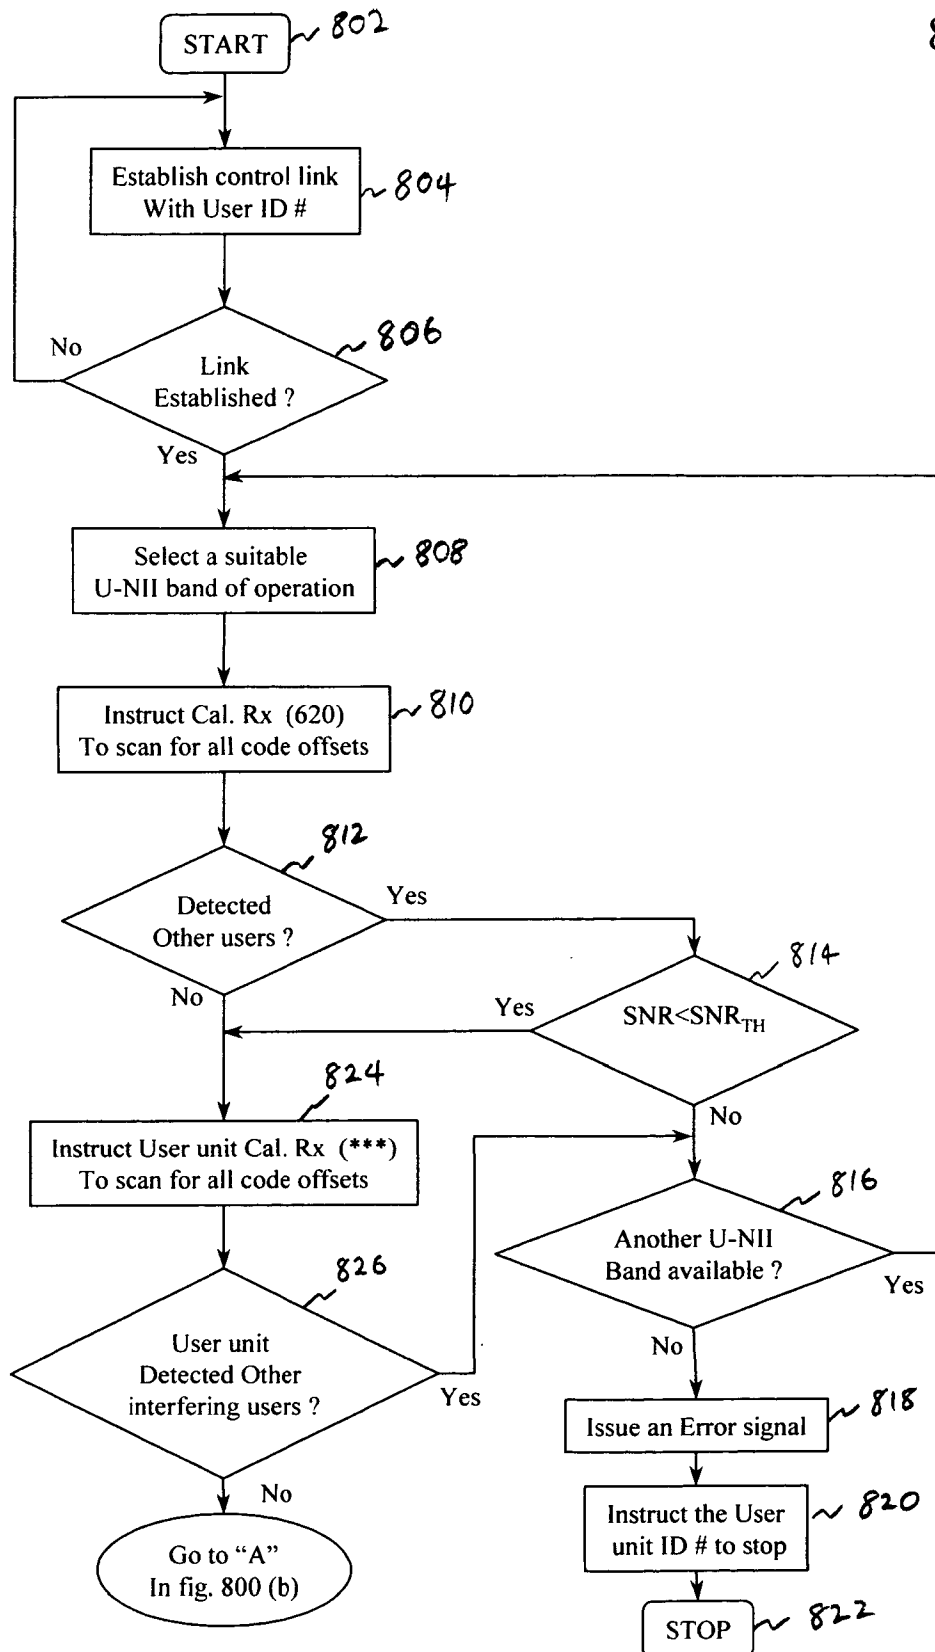 START
802
8
Establish control link
With User ID #
804
806
No
Link
Established ?
Yes
Select a suitable
U-NII band of operation
808
Instruct Cal. Rx (620)
To scan for all code offsets
810
812
Detected
Other users ?
Yes
No
814
SNR<SNRTH
Yes
No
824
Instruct User unit Cal. Rx (***)
To scan for all code offsets
816
Another U-NII
Band available ?
Yes
No
826
User unit
Detected Other
interfering users ?
Yes
No
Issue an Error signal
818
Instruct the User
unit ID # to stop
820
Go to “A”
In fig. 800 (b)
STOP
822